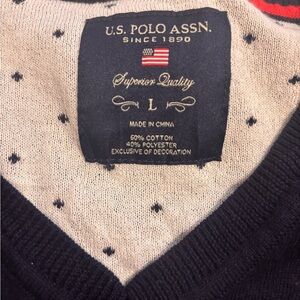 U.S. POLO ASSN.
SINCE 1890
Superior Quality
L
MADE IN CHINA
60% COTTON
40% POLYESTER
EXCLUSIVE OF DECORATION